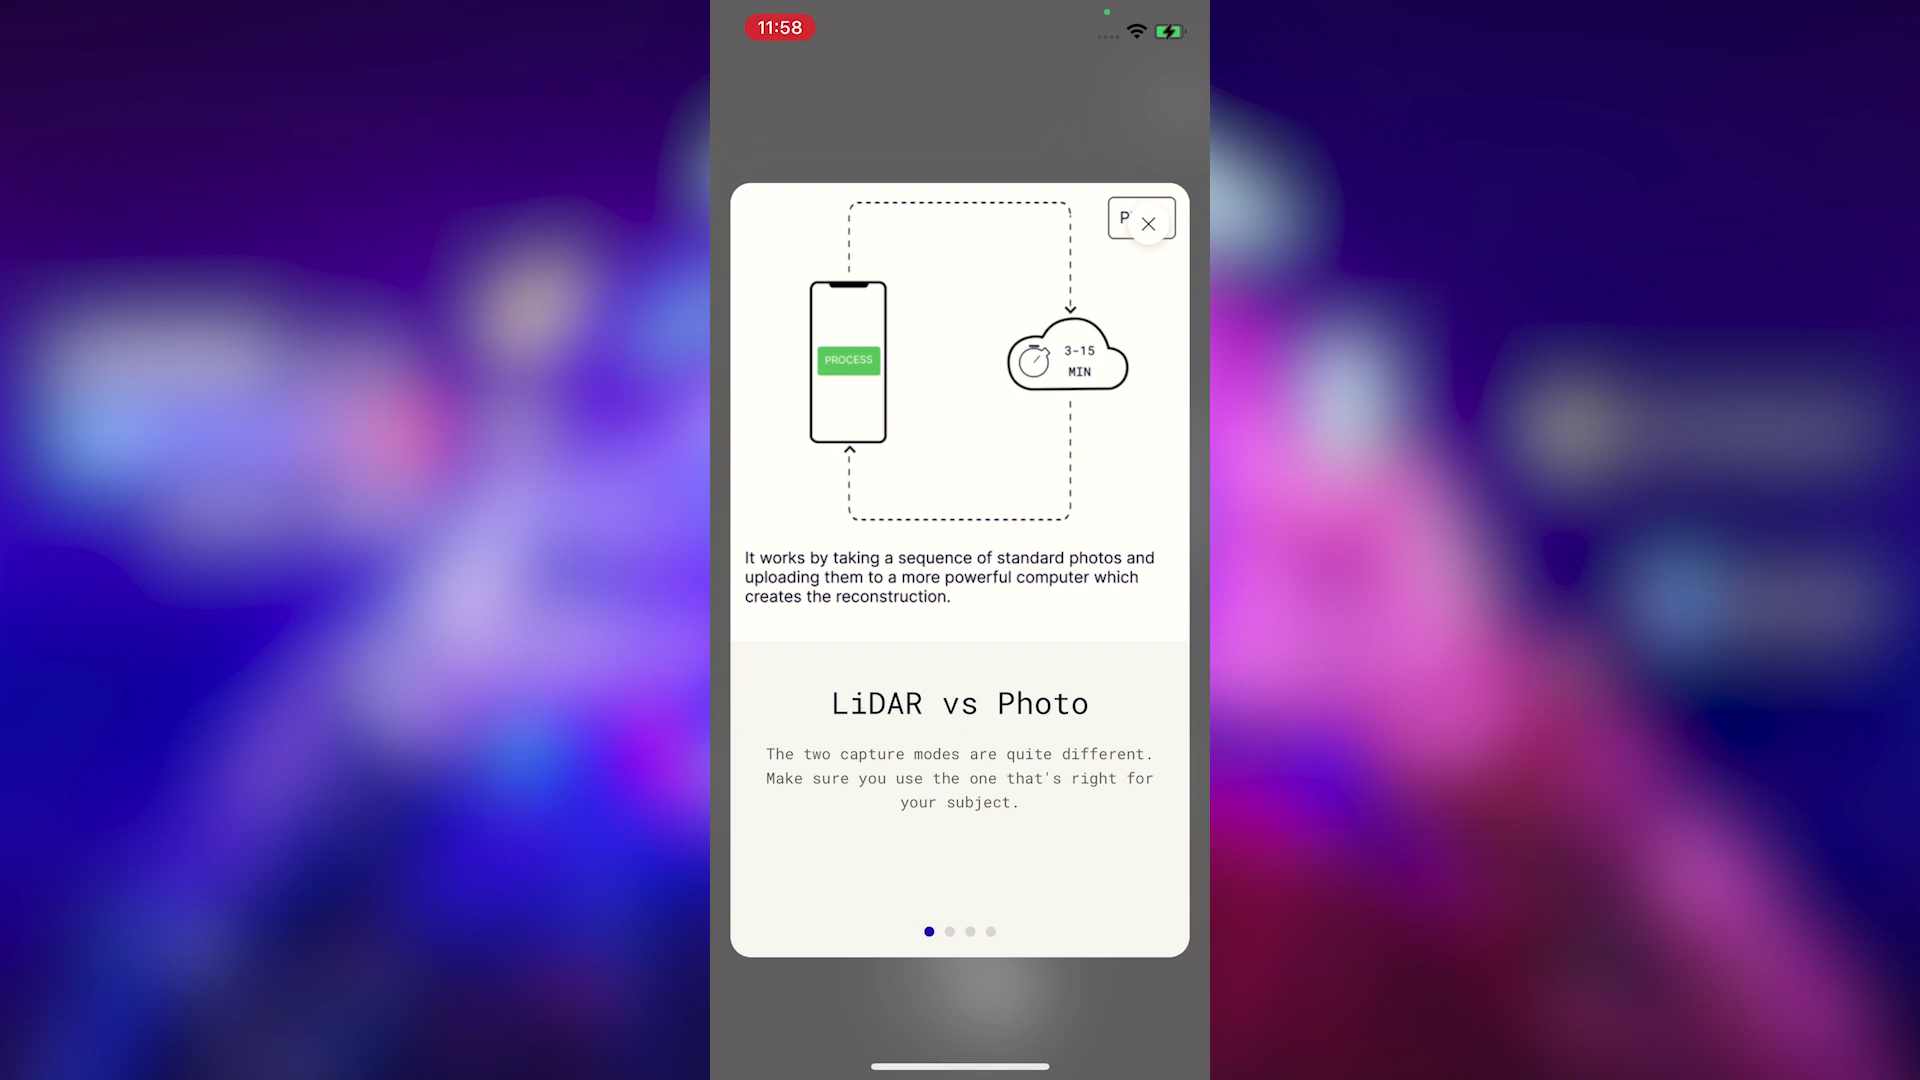 11:58
PROCESS
3-15
MIN
It works by taking a sequence of standard photos and
uploading them to a more powerful computer which
creates the reconstruction.
LiDAR vs Photo
The two capture modes are quite different.
Make sure you use the one that's right for
your subject.